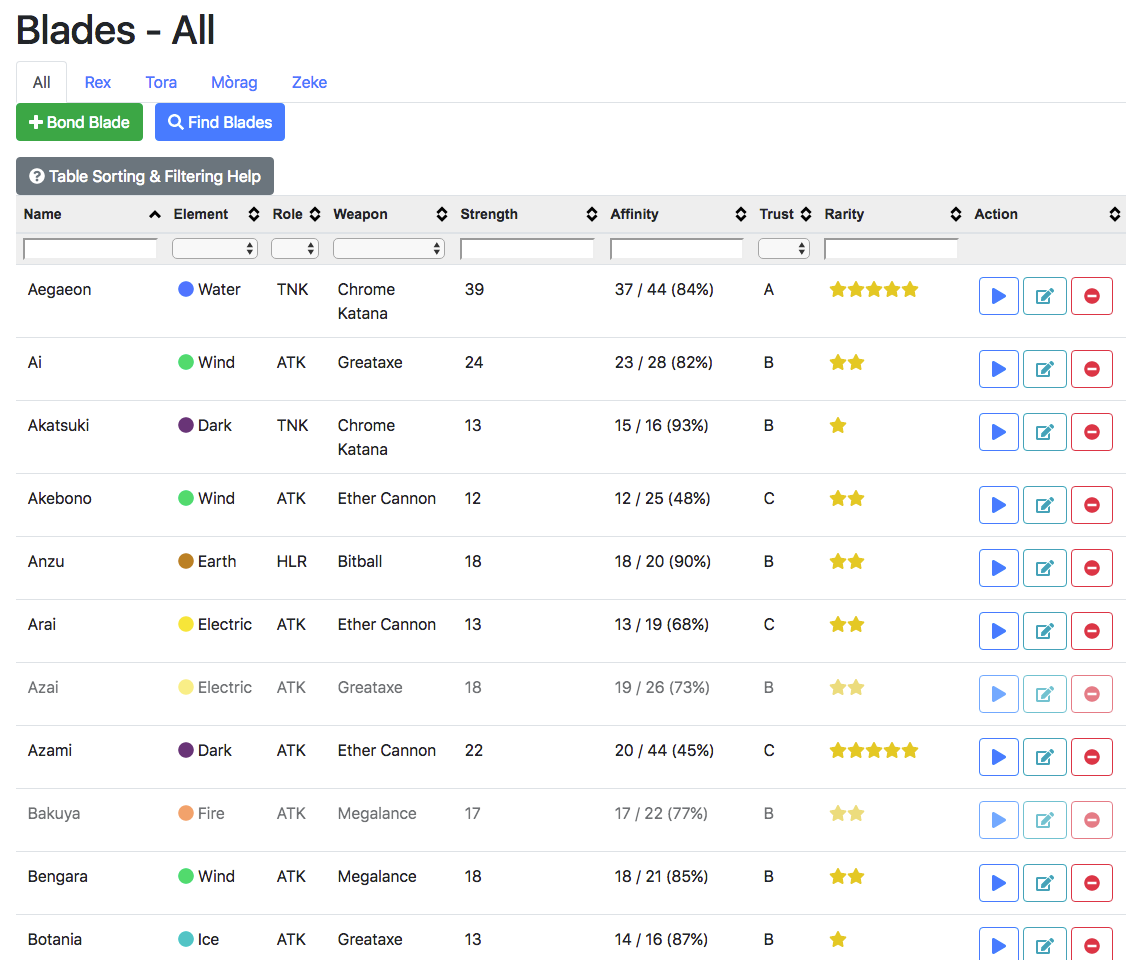 Blades - All
All Rex Tora Mòrag Zeke
Bond Blade Find Blades
Table Sorting & Filtering Help
Name Element Role Weapon Strength Affinity Trust Rarity Action
Aegaeon Water TNK Chrome Katana 39 37 / 44 (84%) A
Ai Wind ATK Greataxe 24 23 / 28 (82%) B
Akatsuki Dark TNK Chrome Katana 13 15 / 16 (93%) B
Akebono Wind ATK Ether Cannon 12 12 / 25 (48%) C
Anzu Earth HLR Bitball 18 18 / 20 (90%) B
Arai Electric ATK Ether Cannon 13 13 / 19 (68%) C
Azai Electric ATK Greataxe 18 19 / 26 (73%) B
Azami Dark ATK Ether Cannon 22 20 / 44 (45%) C
Bakuya Fire ATK Megalance 17 17 / 22 (77%) B
Bengara Wind ATK Megalance 18 18 / 21 (85%) B
Botania Ice ATK Greataxe 13 14 / 16 (87%) B